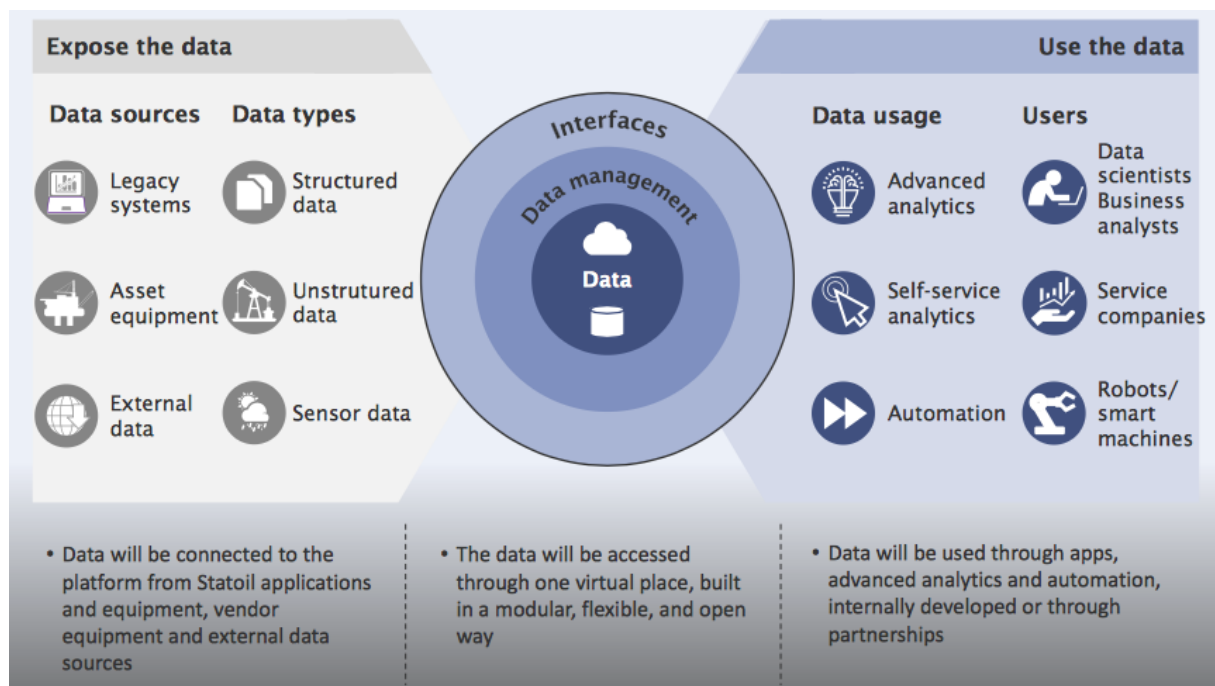 Expose the data
Use the data
Data sources
Data types
Legacy
systems
Structured
data
Asset
equipment
Unstrutured
data
External
data
Sensor data
Interfaces
Data management
Data
Data usage
Users
Advanced
analytics
Data
scientists
Business
analysts
Self-service
analytics
Service
companies
Automation
Robots/
smart
machines
• Data will be connected to the
platform from Statoil applications
and equipment, vendor
equipment and external data
sources
• The data will be accessed
through one virtual place, built
in a modular, flexible, and open
way
• Data will be used through apps,
advanced analytics and automation,
internally developed or through
partnerships